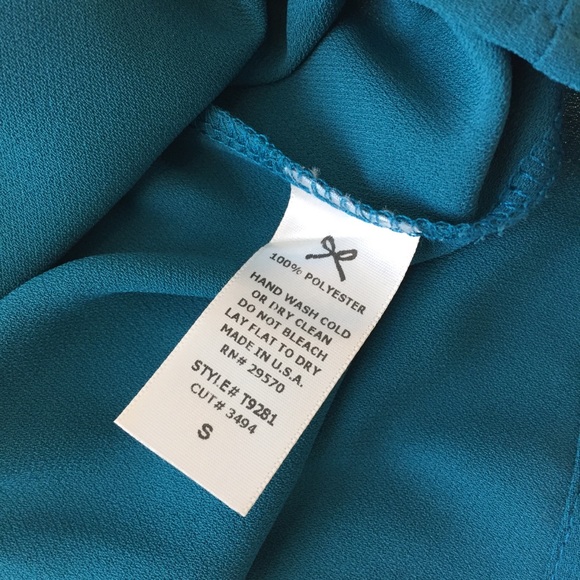 100% POLYESTER
HAND WASH COLD
OR DRY CLEAN
DO NOT BLEACH
LAY FLAT TO DRY
MADE IN U.S.A.
RN# 29570
STYLE# T9281
CUT# 3494
S